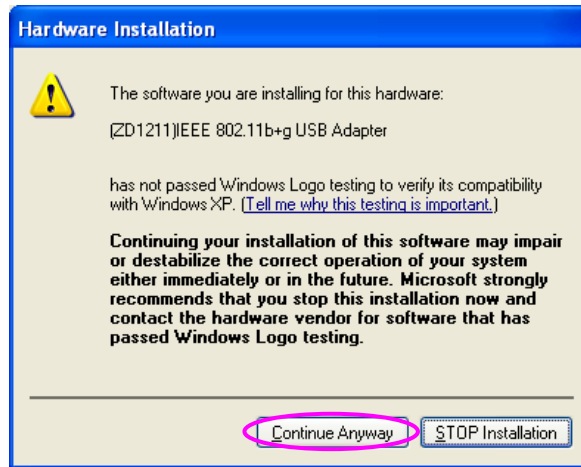 Hardware Installation
The software you are installing for this hardware:
(ZD1211)IEEE 802.11b+g USB Adapter
has not passed Windows Logo testing to verify its compatibility
with Windows XP. (Tell me why this testing is important.)
Continuing your installation of this software may impair
or destabilize the correct operation of your system
either immediately or in the future. Microsoft strongly
recommends that you stop this installation now and
contact the hardware vendor for software that has
passed Windows Logo testing.
Continue Anyway STOP Installation